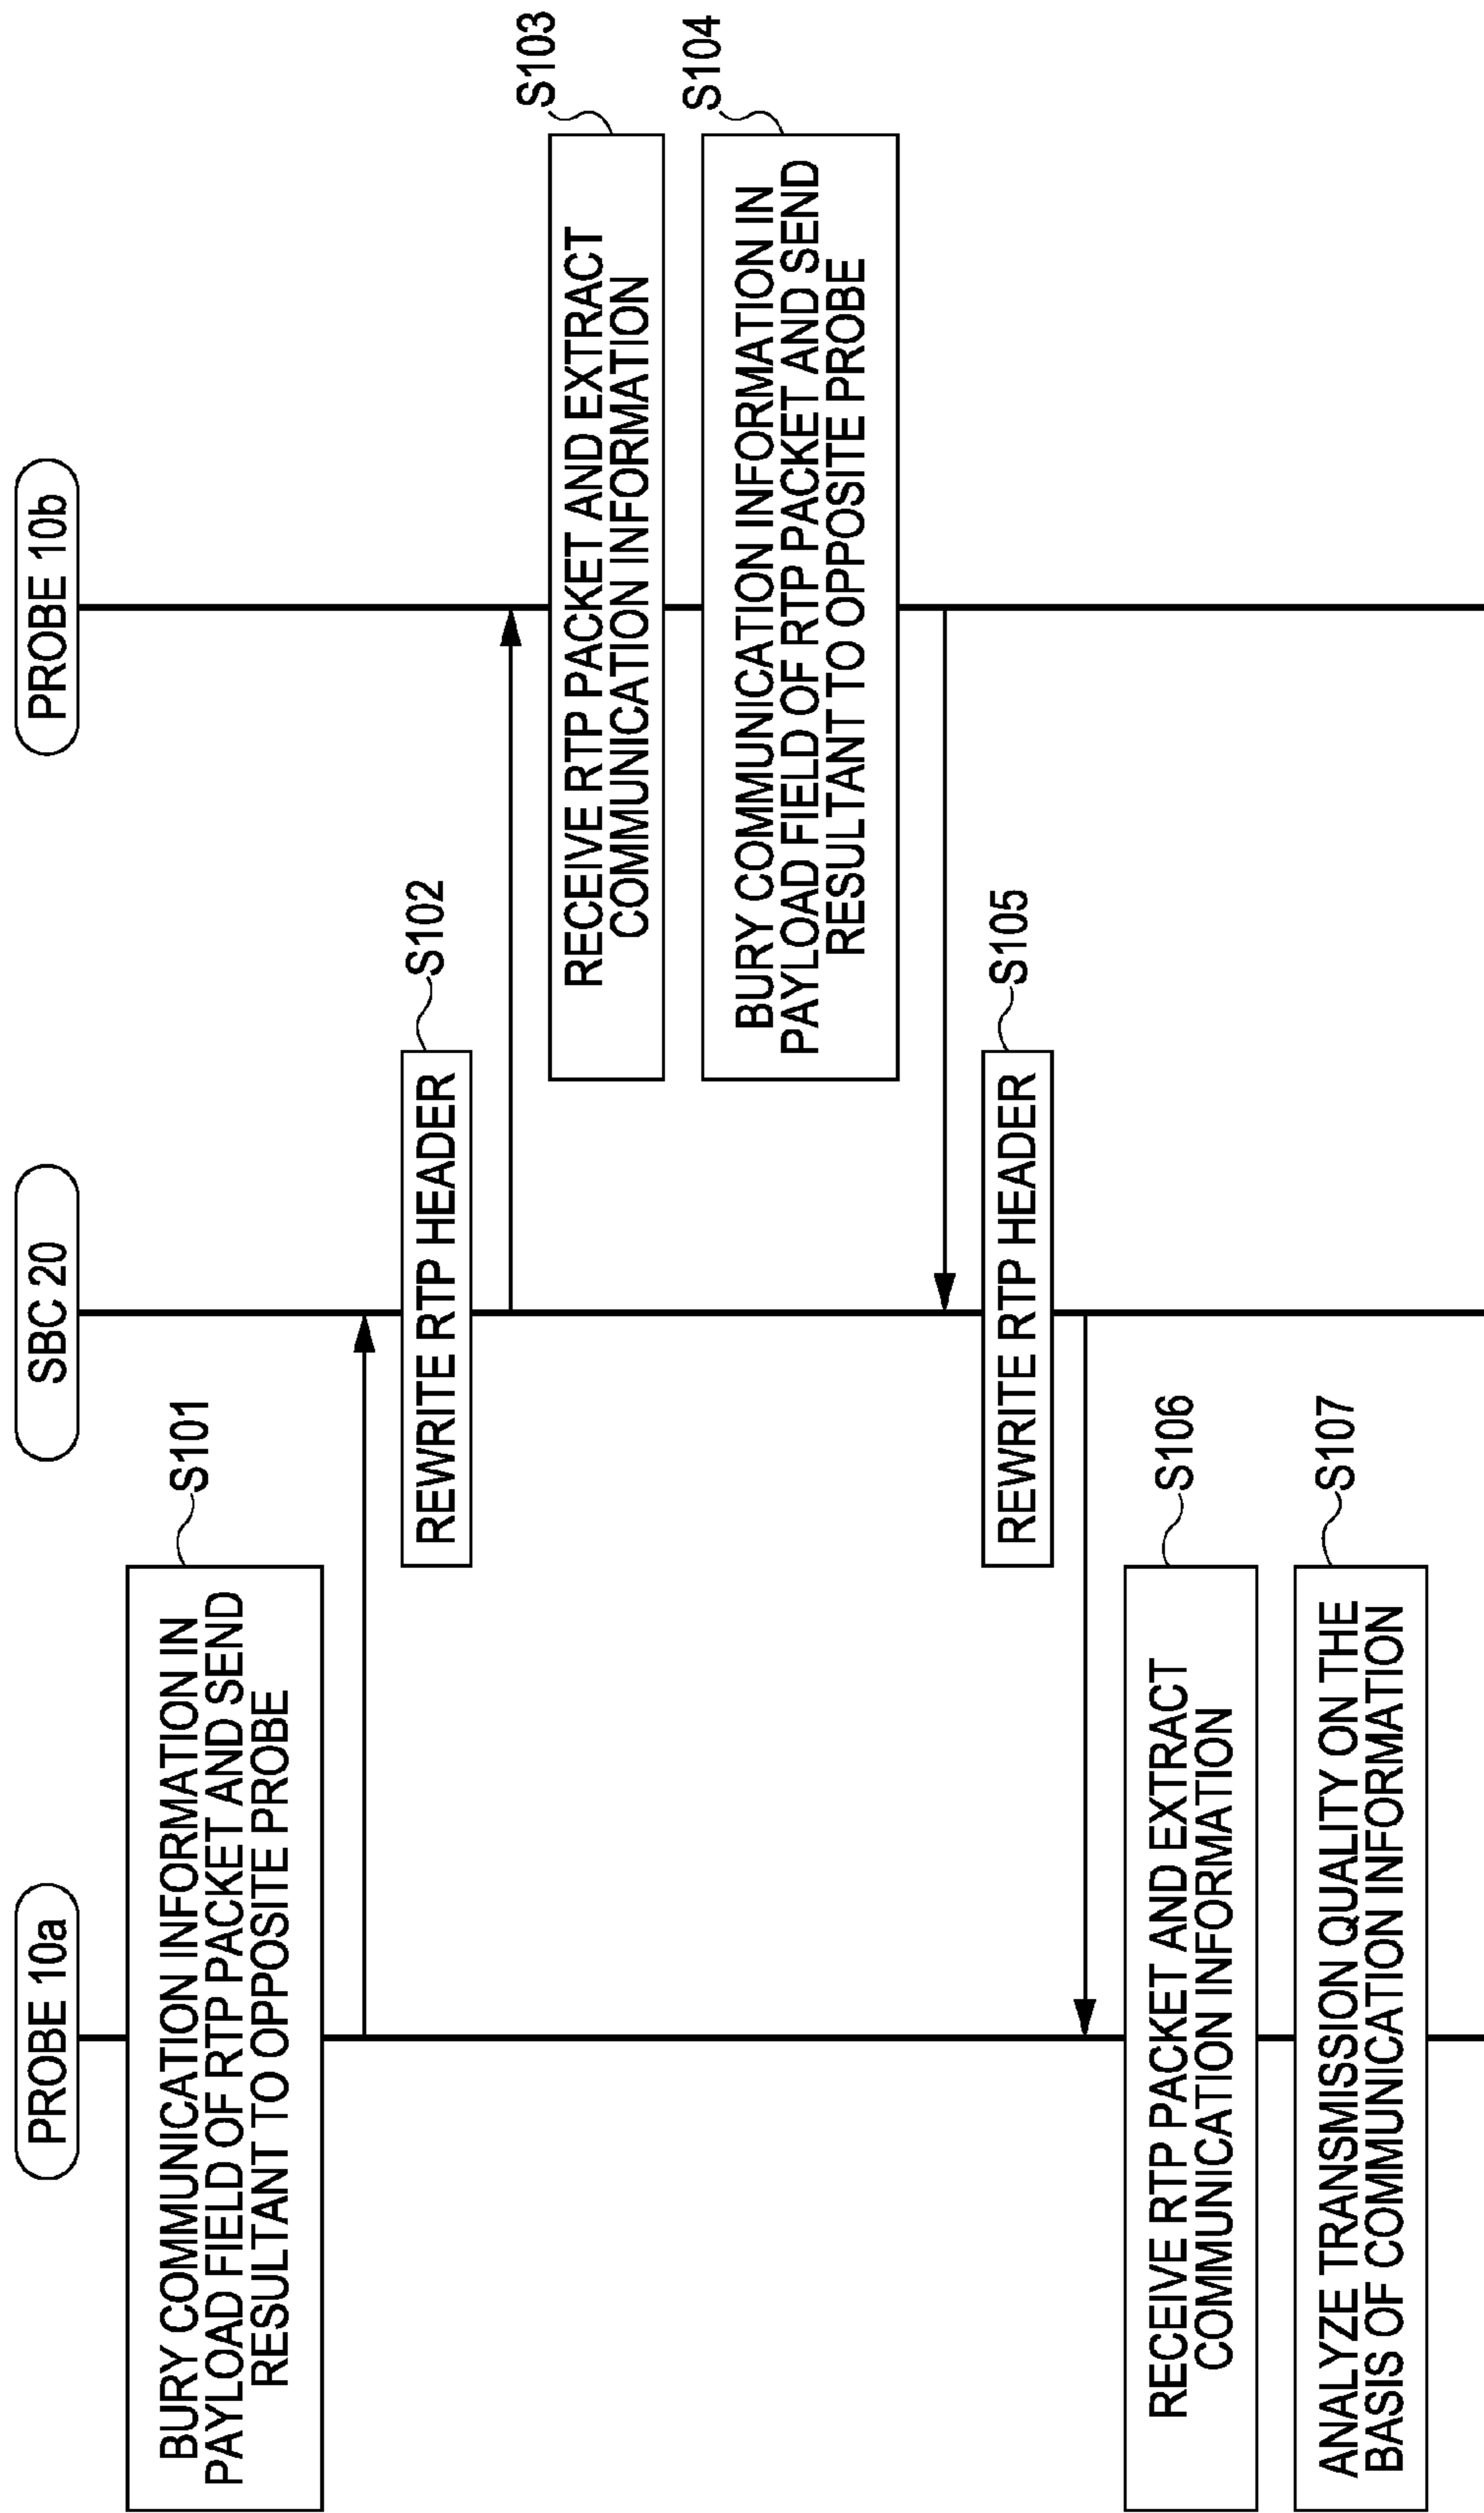 PROBE 10a
SBC 20
PROBE 10b
S101
BURY COMMUNICATION INFORMATION IN
PAYLOAD FIELD OF RTP PACKET AND SEND
RESULTANT TO OPPOSITE PROBE
S102
REWRITE RTP HEADER
S103
RECEIVE RTP PACKET AND EXTRACT
COMMUNICATION INFORMATION
S104
BURY COMMUNICATION INFORMATION IN
PAYLOAD FIELD OF RTP PACKET AND SEND
RESULTANT TO OPPOSITE PROBE
S105
REWRITE RTP HEADER
S106
RECEIVE RTP PACKET AND EXTRACT
COMMUNICATION INFORMATION
S107
ANALYZE TRANSMISSION QUALITY ON THE
BASIS OF COMMUNICATION INFORMATION